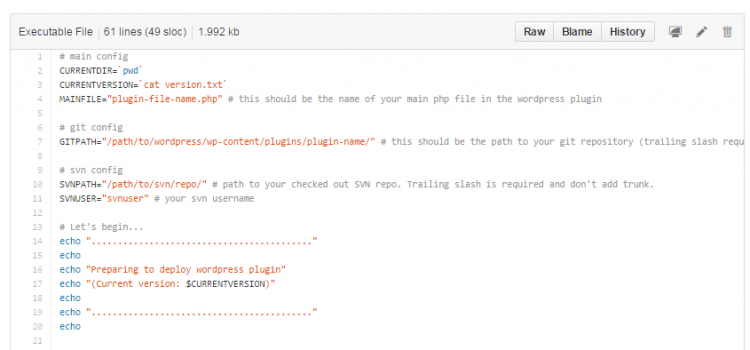 Executable File 61 lines (49 sloc) 1.992 kb Raw Blame History
1 # main config
2 CURRENTDIR=`pwd`
3 CURRENTVERSION=`cat version.txt`
4 MAINFILE="plugin-file-name.php" # this should be the name of your main php file in the wordpress plugin
5
6 # git config
7 GITPATH="/path/to/wordpress/wp-content/plugins/plugin-name/" # this should be the path to your git repository (trailing slash requ
8
9 # svn config
10 SVNPATH="/path/to/svn/repo/" # path to your checked out SVN repo. Trailing slash is required and don't add trunk.
11 SVNUSER="svnuser" # your svn username
12
13 # Let's begin...
14 echo "........................................."
15 echo
16 echo "Preparing to deploy wordpress plugin"
17 echo "(Current version: $CURRENTVERSION)"
18 echo
19 echo "........................................."
20 echo
21